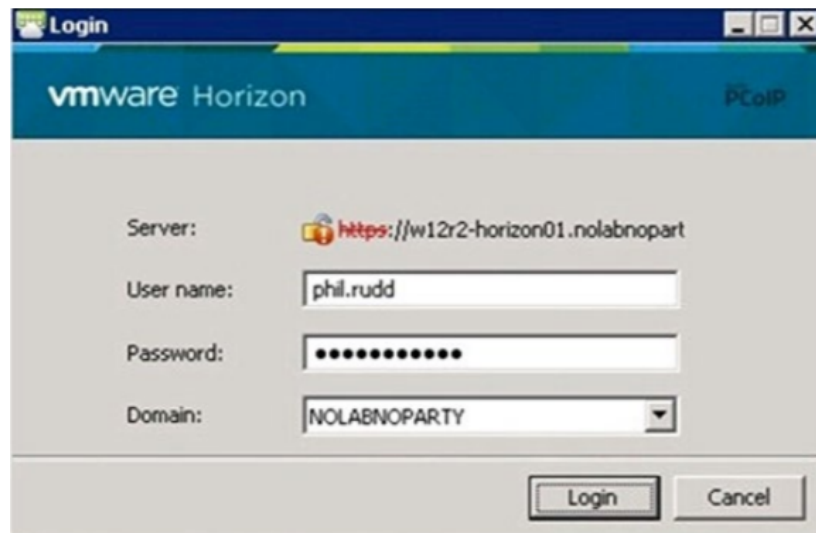 Login
vmware Horizon
PCoIP
Server: https://w12r2-horizon01.nolabnopart
User name: phil.rudd
Password: •••••••••••
Domain: NOLABNOPARTY
Login Cancel